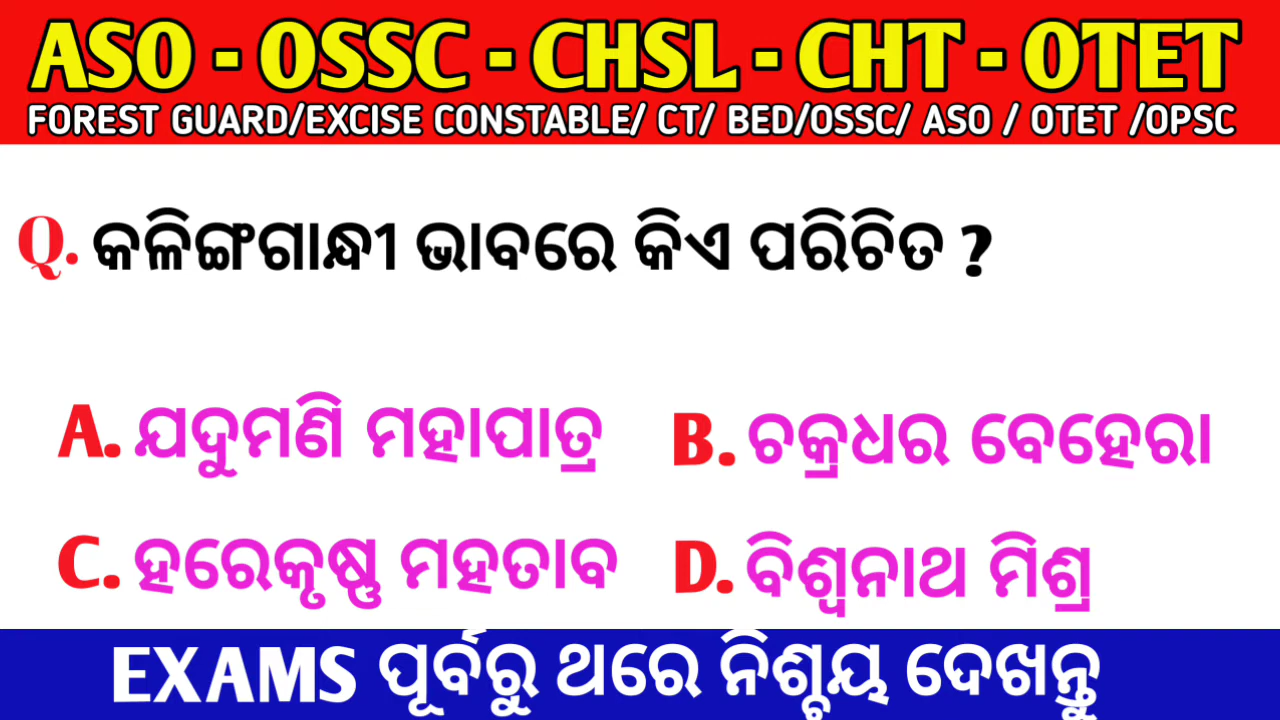 ASO - OSSC - CHSL - CHT - OTET
FOREST GUARD/EXCISE CONSTABLE/ CT/ BED/OSSC/ ASO / OTET /OPSC
Q. କଳିଙ୍ଗଗାନ୍ଧୀ ଭାବରେ କିଏ ପରିଚିତ ?
A. ଯଦୁମଣି ମହାପାତ୍ର B. ଚକ୍ରଧର ବେହେରା
C. ହରେକୃଷ୍ଣ ମହତାବ D. ବିଶ୍ୱନାଥ ମିଶ୍ର
EXAMS ପୂର୍ବରୁ ଥରେ ନିଶ୍ଚୟ ଦେଖନ୍ତୁ